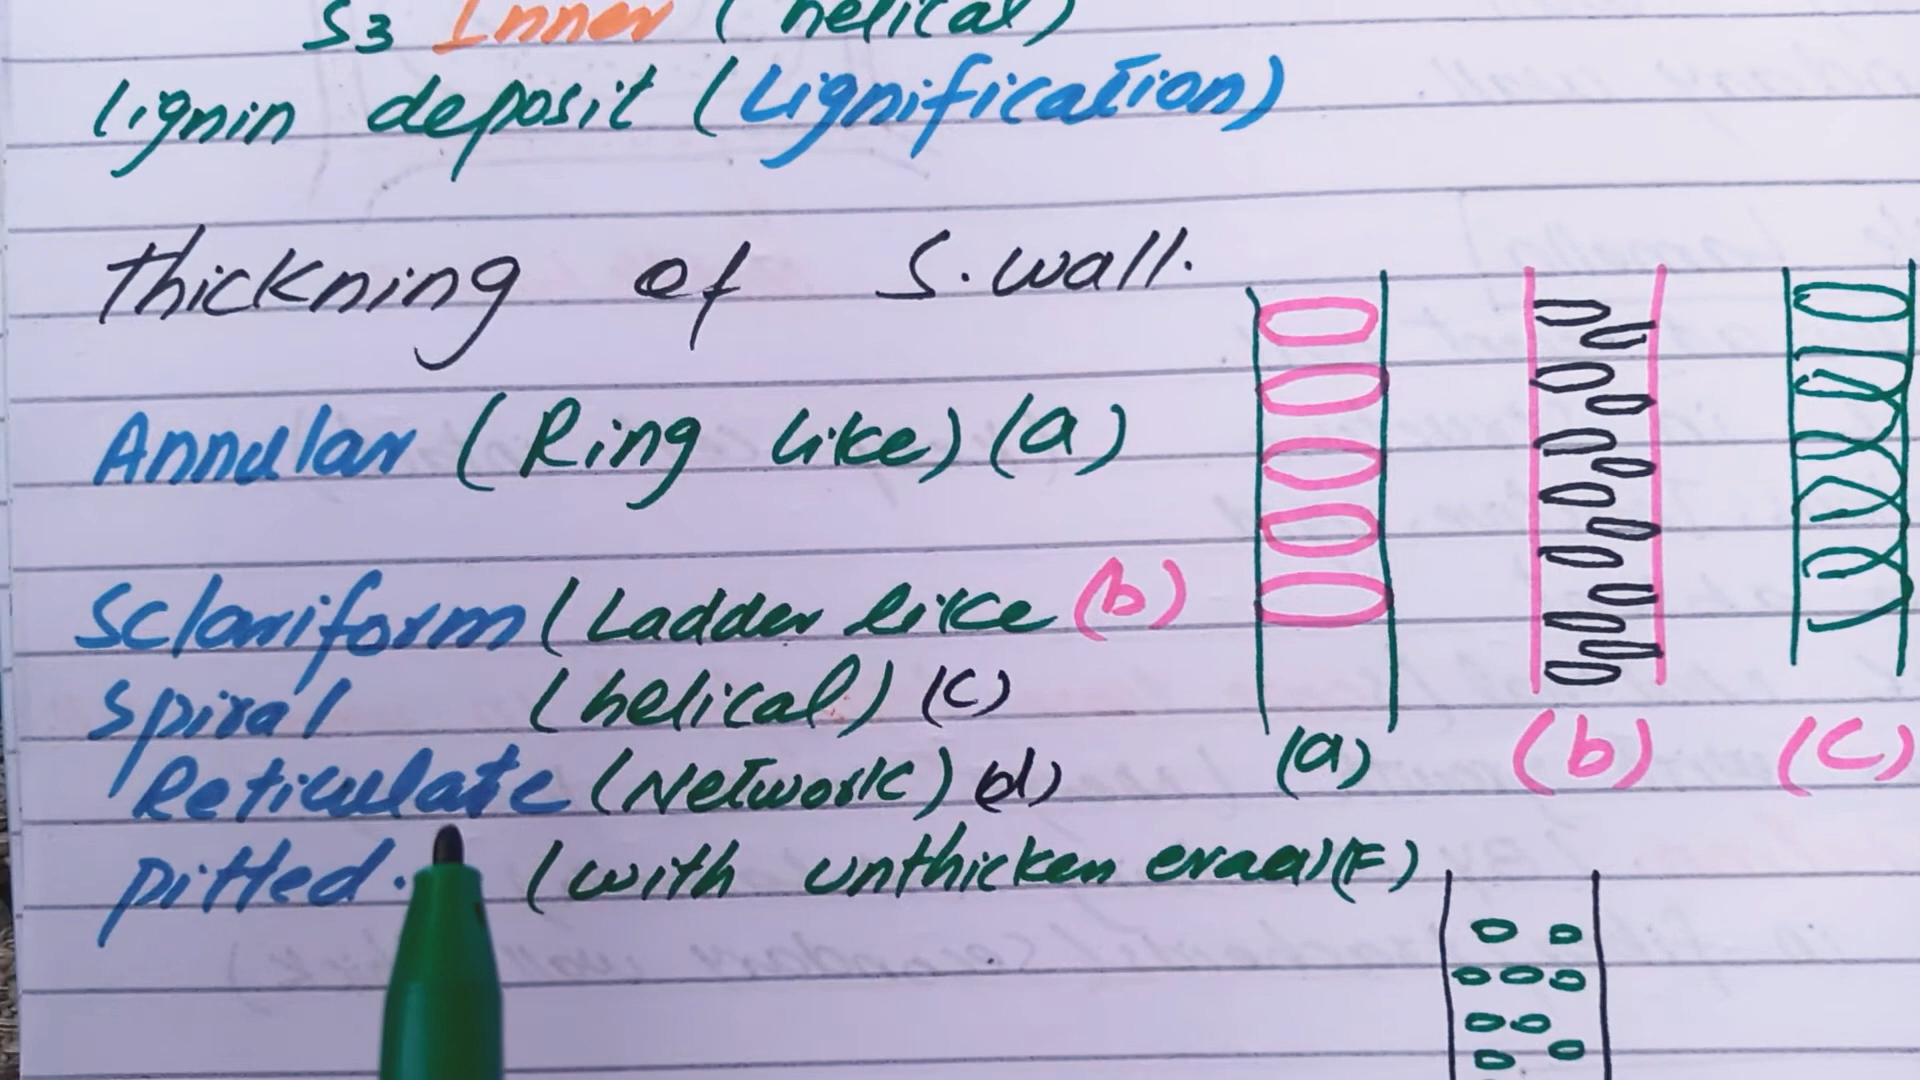 S3 Inner (helical)
lignin deposit (Lignification)
thickning of S. wall.
Annular (Ring like) (a)
Sclariform (Ladder like (b)
Spiral (helical) (c)
Reticulate (Network) (d)
pitted. (with unthicken (F)
(a) (b) (c)